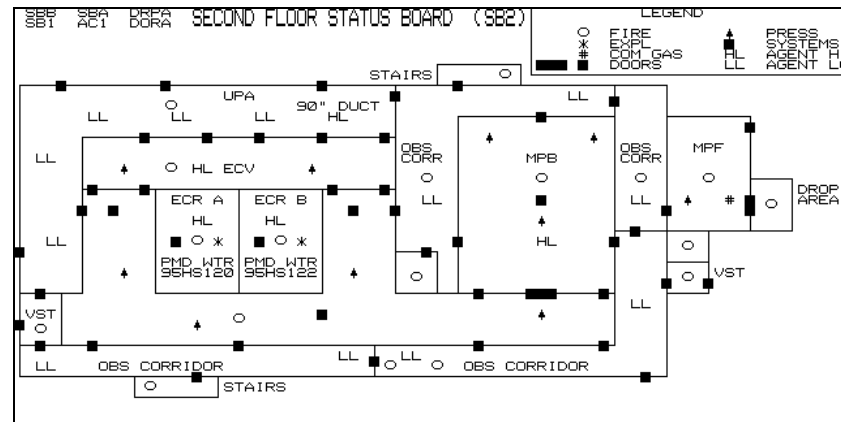 SBB SBA DRPA
SB1 AC1 DORA
SECOND FLOOR STATUS BOARD (SB2)
LEGEND
FIRE PRESS
EXPL SYSTEMS
# COM GAS HL AGENT H
DOORS LL AGENT L
STAIRS
UPA
90" DUCT
LL
LL LL LL HL
LL
HL ECV
OBS CORR
MPB
OBS CORR
MPF
DROP AREA
ECR A ECR B
HL HL
LL
LL
#
LL
HL
PMD WTR 95HS120
PMD WTR 95HS122
VST
LL
VST
LL
OBS CORRIDOR
LL
LL
OBS CORRIDOR
STAIRS